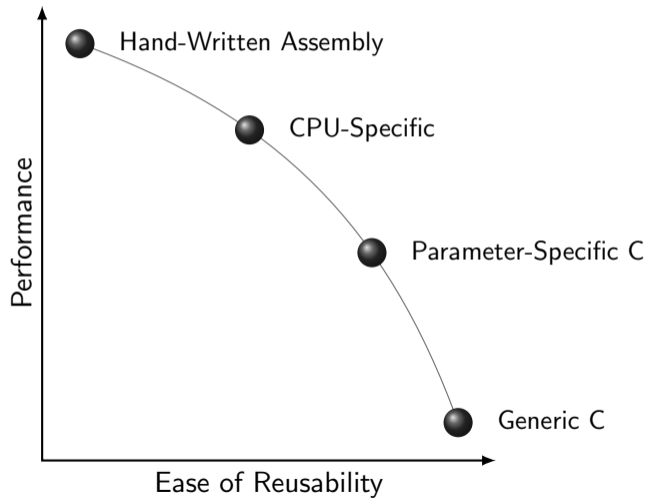 Hand-Written Assembly
CPU-Specific
Performance
Parameter-Specific C
Generic C
Ease of Reusability